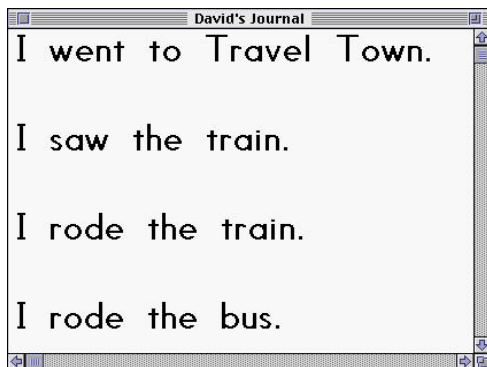 David's Journal
I went to Travel Town.
I saw the train.
I rode the train.
I rode the bus.